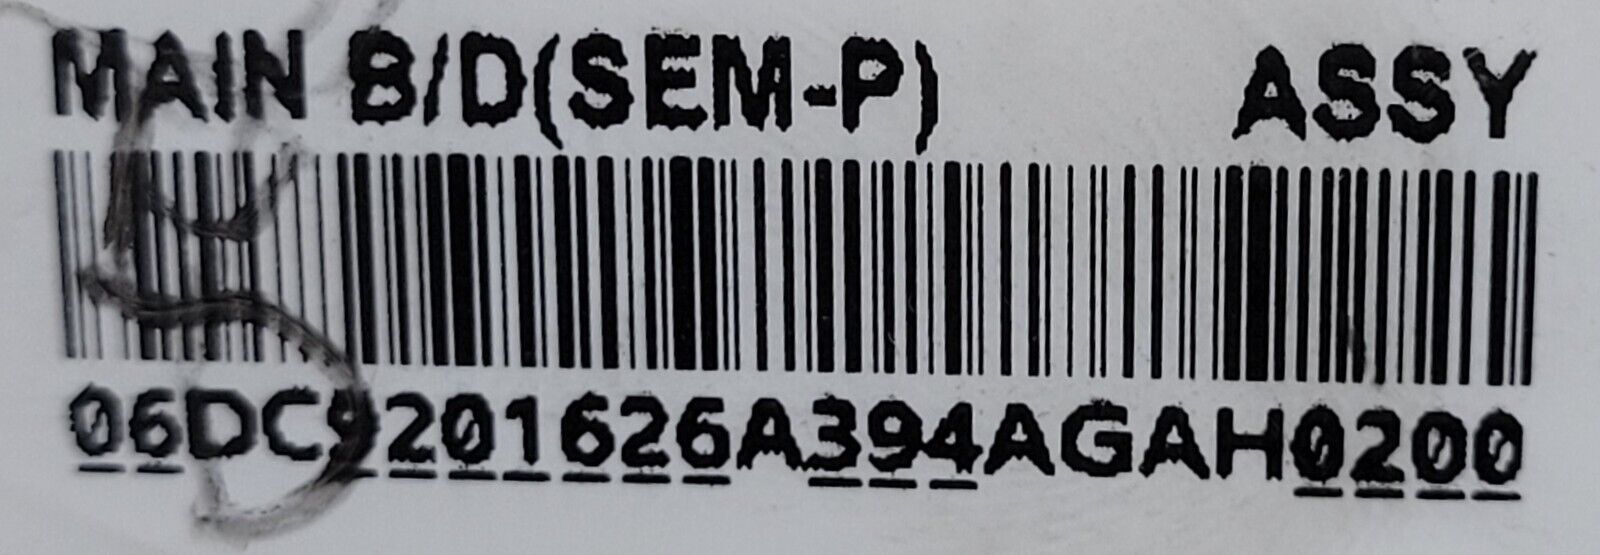 MAIN B/D(SEM-P) ASSY
06DC9201626A394AGAH0200